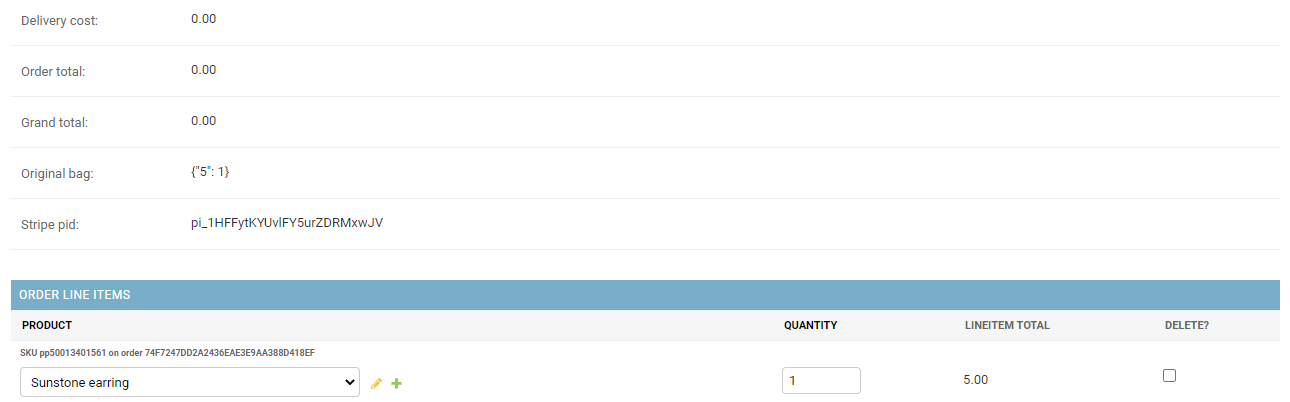 Delivery cost: 0.00
Order total: 0.00
Grand total: 0.00
Original bag: {"5": 1}
Stripe pid: pi_1HFFytKYUvlFY5urZDRMxwJV
ORDER LINE ITEMS
PRODUCT QUANTITY LINEITEM TOTAL DELETE?
SKU pp50013401561 on order 74F7247DD2A2436EAE3E9AA388D418EF
Sunstone earring 1 5.00